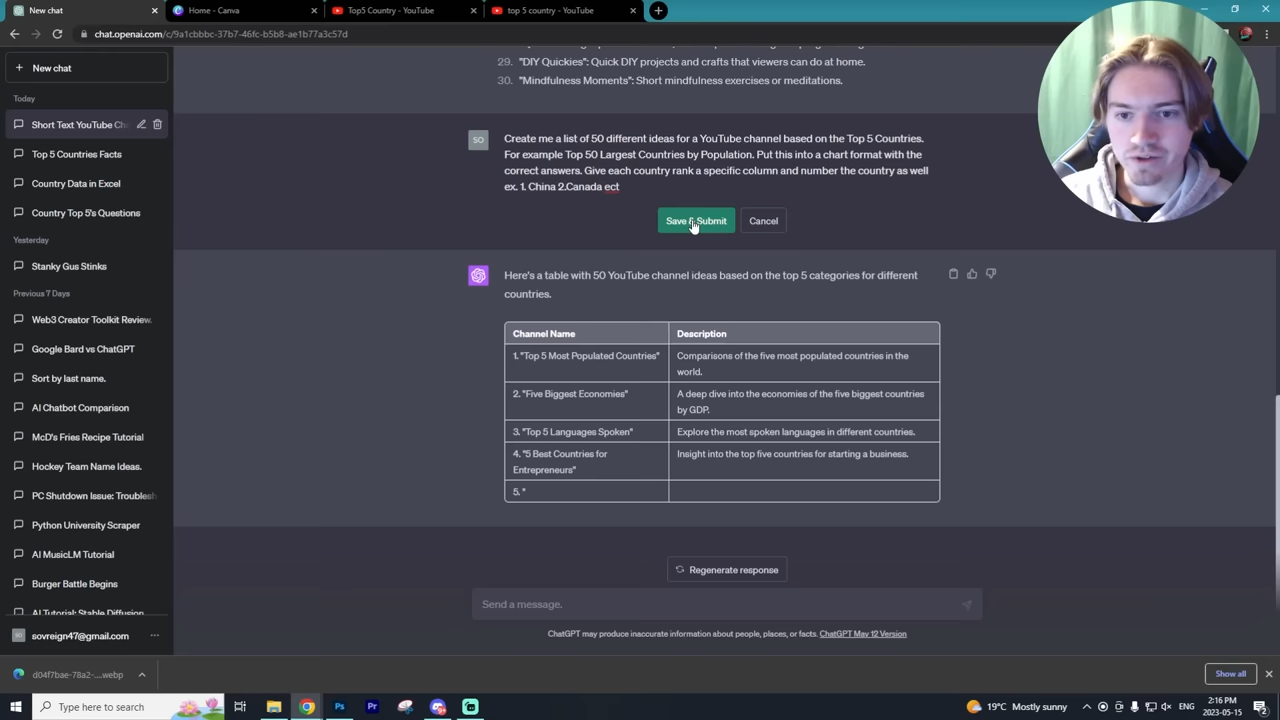 New chat
Home - Canva
Top5 Country - YouTube
top 5 country - YouTube
chat.openai.com/c/9a1cbbbc-37b7-46fc-b5b8-ae1b77a3c57d
New chat
Today
Short Text YouTube Ch
Top 5 Country Facts
Country Data in Excel
Country Top 5's Questions
Yesterday
Stanky Gus Stinks
Previous 7 Days
Web3 Creator Toolkit Review.
Google Bard vs ChatGPT
Sort by last name.
AI Chatbot Comparison
McD's Fries Recipe Tutorial
Hockey Team Name Ideas.
PC Shutdown Issue: Troublesh
Python University Scraper
AI MusicLM Tutorial
Burger Battle Begins
AI Tutorial: Stable Diffusion
SO sovreign47@gmail.com
29. "DIY Quickies": Quick DIY projects and crafts that viewers can do at home.
30. "Mindfulness Moments": Short mindfulness exercises or meditations.
SO
Create me a list of 50 different ideas for a YouTube channel based on the Top 5 Countries.
For example Top 50 Largest Countries by Population. Put this into a chart format with the
correct answers. Give each country rank a specific column and number the country as well
ex. 1. China 2.Canada ect
Save & Submit
Cancel
Here's a table with 50 YouTube channel ideas based on the top 5 categories for different
countries.
Channel Name
Description
1. "Top 5 Most Populated Countries"
Comparisons of the five most populated countries in the
world.
2. "Five Biggest Economies"
A deep dive into the economies of the five biggest countries
by GDP.
3. "Top 5 Languages Spoken"
Explore the most spoken languages in different countries.
4. "5 Best Countries for
Entrepreneurs"
Insight into the top five countries for starting a business.
5. "
Regenerate response
Send a message.
ChatGPT may produce inaccurate information about people, places, or facts. ChatGPT May 12 Version
d04f7bae-78a2-....webp
Show all
Type here to search
19°C Mostly sunny
ENG
2:16 PM
2023-05-15